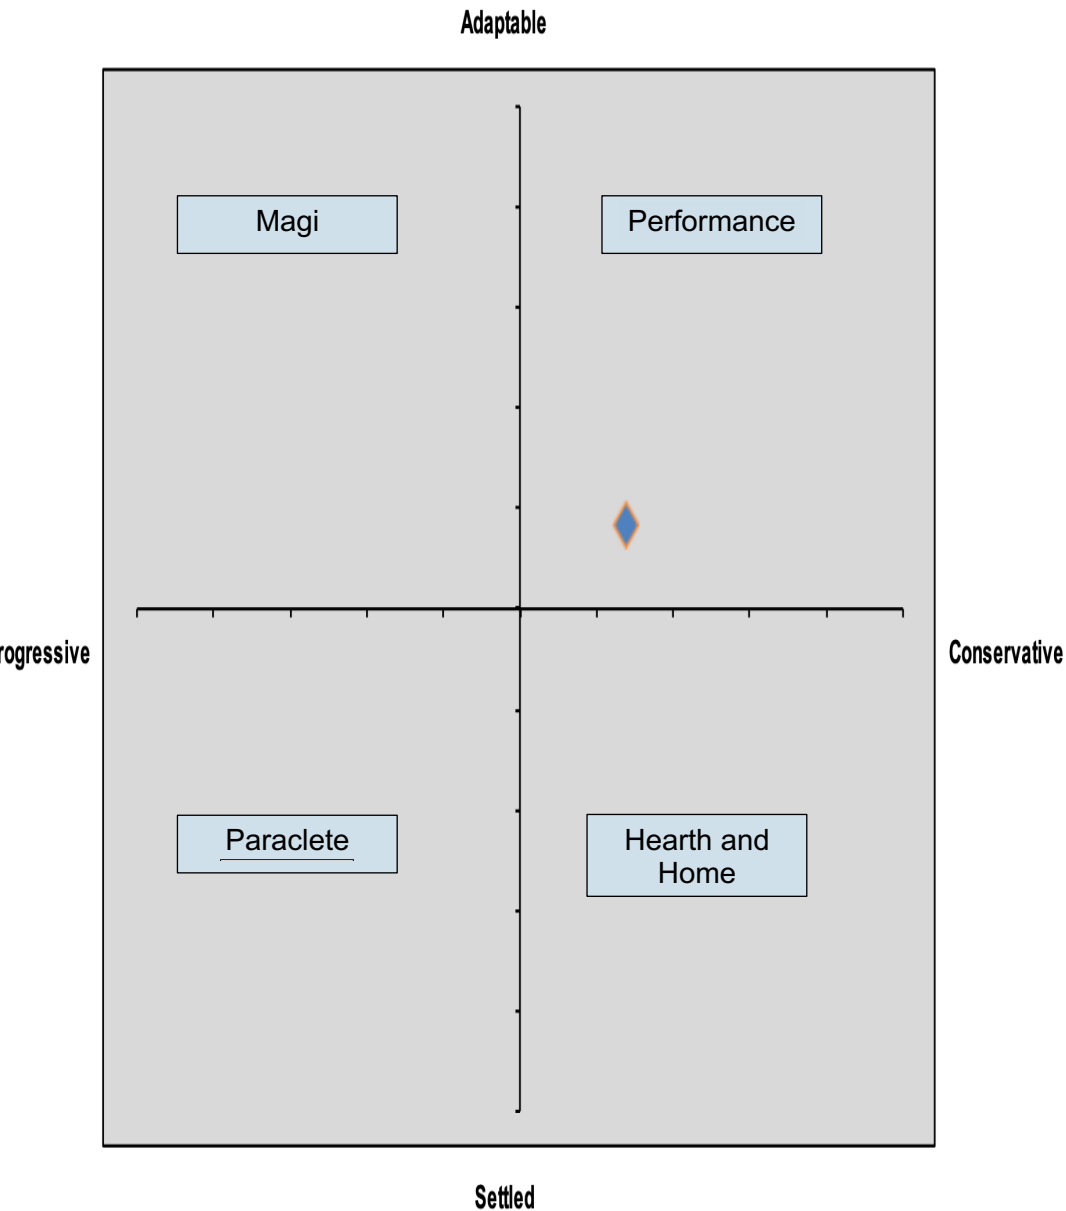 Adaptable
Magi
Performance
rogressive
Conservative
Paraclete
Hearth and
Home
Settled